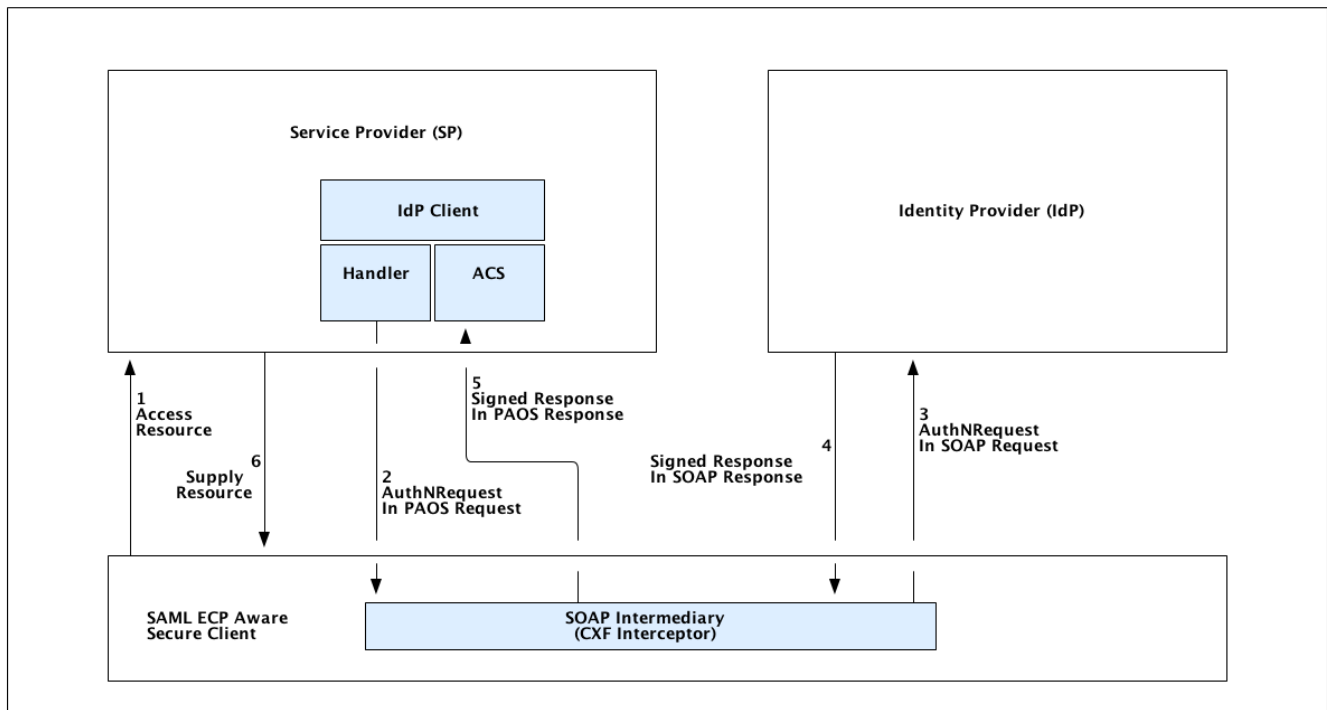 Service Provider (SP)
IdP Client
Handler
ACS
Identity Provider (IdP)
1
Access
Resource
6
Supply
Resource
2
AuthNRequest
In PAOS Request
5
Signed Response
In PAOS Response
4
Signed Response
In SOAP Response
3
AuthNRequest
In SOAP Request
SAML ECP Aware
Secure Client
SOAP Intermediary
(CXF Interceptor)